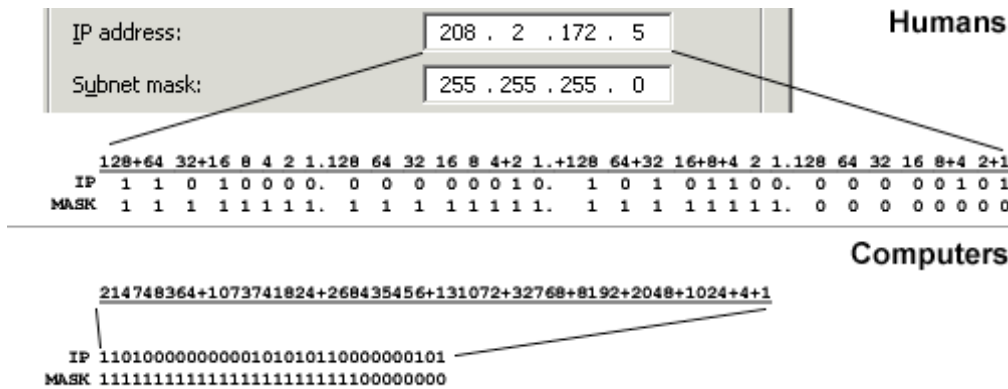 Humans
IP address: 208 . 2 . 172 . 5
Subnet mask: 255 . 255 . 255 . 0
128+64 32+16 8 4 2 1.128 64 32 16 8 4+2 1.+128 64+32 16+8+4 2 1.128 64 32 16 8+4 2+1
IP 1 1 0 1 0 0 0 0. 0 0 0 0 0 0 1 0. 1 0 1 0 1 1 0 0. 0 0 0 0 0 1 0 1
MASK 1 1 1 1 1 1 1 1. 1 1 1 1 1 1 1 1. 1 1 1 1 1 1 1 1. 0 0 0 0 0 0 0 0
Computers
214748364+1073741824+268435456+131072+32768+8192+2048+1024+4+1
IP 11010000000000101010110000000101
MASK 11111111111111111111111100000000